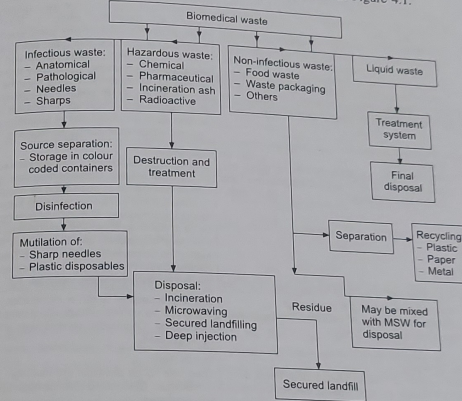 4.1.
Biomedical waste
Infectious waste:
– Anatomical
– Pathological
– Needles
– Sharps
Hazardous waste:
– Chemical
– Pharmaceutical
– Incineration ash
– Radioactive
Non-infectious waste:
– Food waste
– Waste packaging
– Others
Liquid waste
Treatment
system
Final
disposal
Source separation:
– Storage in colour
coded containers
Destruction and
treatment
Disinfection
Mutilation of:
– Sharp needles
– Plastic disposables
Separation
Recycling
– Plastic
– Paper
– Metal
Disposal:
– Incineration
– Microwaving
– Secured landfilling
– Deep injection
Residue
May be mixed
with MSW for
disposal
Secured landfill